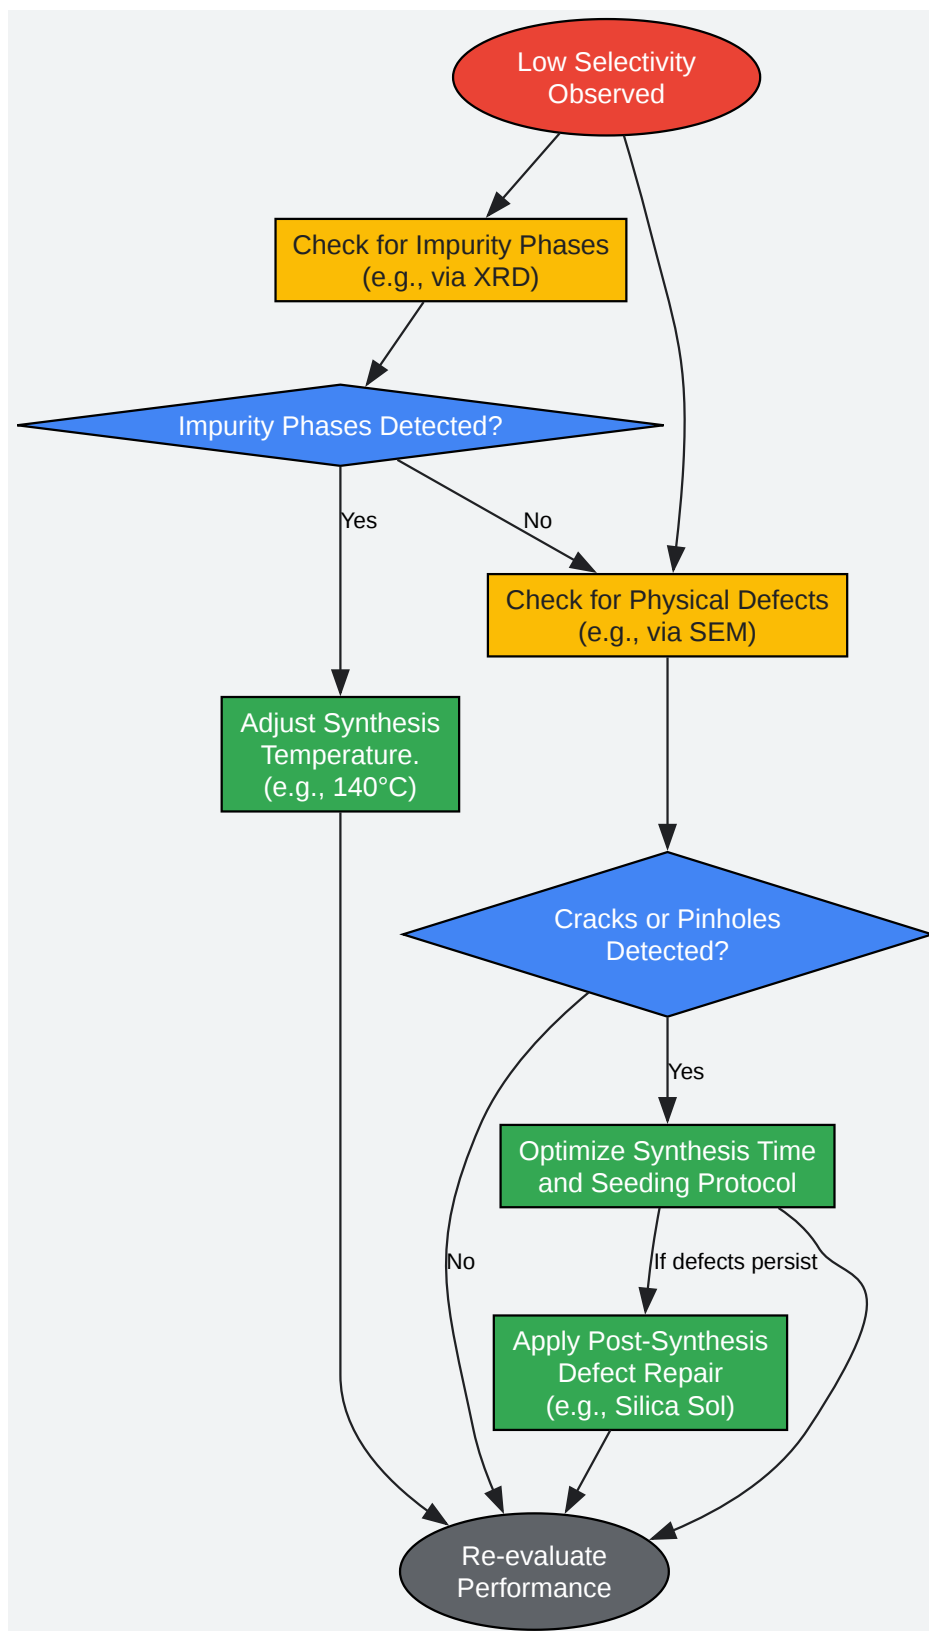 Low Selectivity
Observed
Check for Impurity Phases
(e.g., via XRD)
Impurity Phases Detected?
Yes
No
Check for Physical Defects
(e.g., via SEM)
Adjust Synthesis
Temperature.
(e.g., 140°C)
Cracks or Pinholes
Detected?
Yes
Optimize Synthesis Time
and Seeding Protocol
No
If defects persist
Apply Post-Synthesis
Defect Repair
(e.g., Silica Sol)
Re-evaluate
Performance